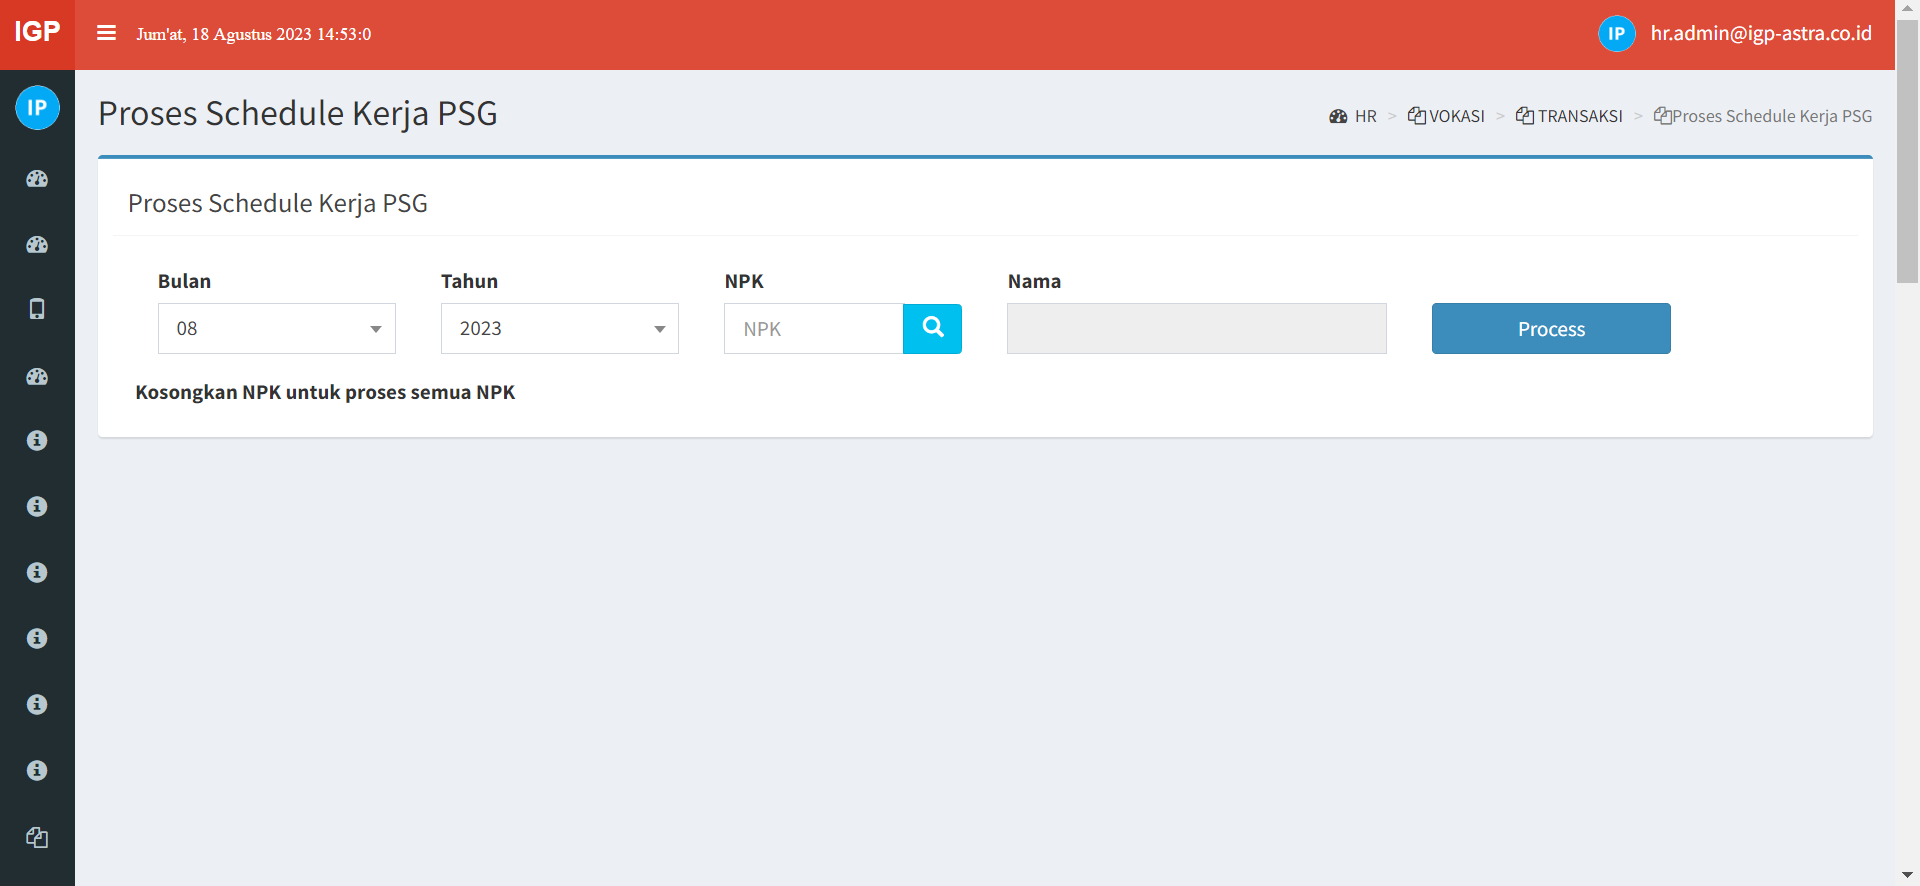 IGP
Jum'at, 18 Agustus 2023 14:53:0
IP hr.admin@igp-astra.co.id
IP
Proses Schedule Kerja PSG
HR > VOKASI > TRANSAKSI > Proses Schedule Kerja PSG
Proses Schedule Kerja PSG
Bulan Tahun NPK Nama
08 2023 NPK Process
Kosongkan NPK untuk proses semua NPK